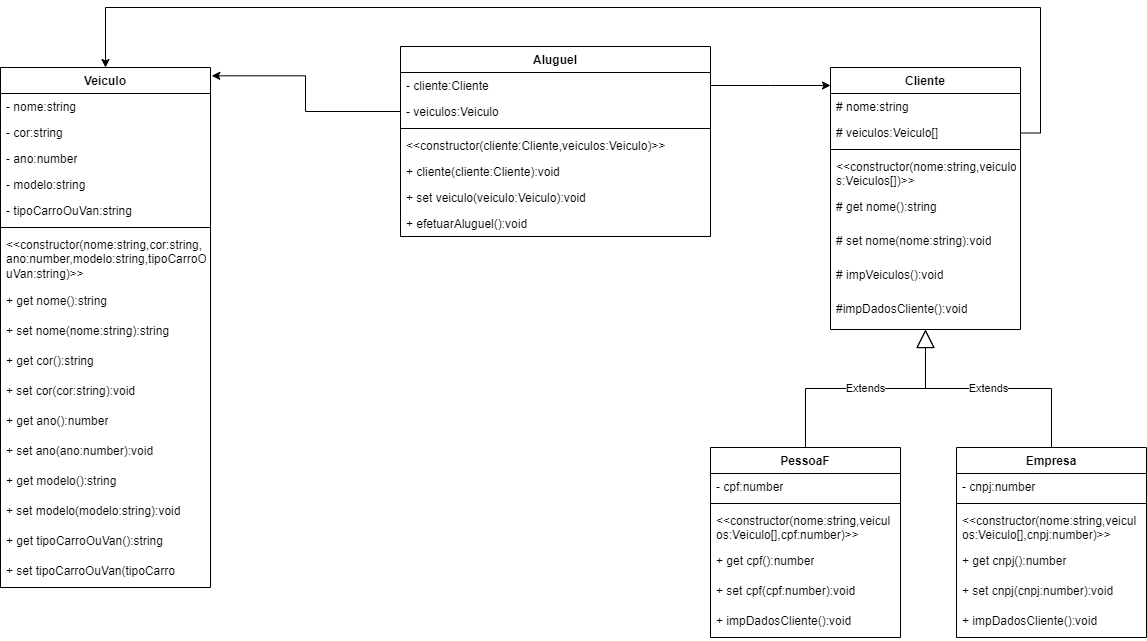 Veiculo
- nome:string
- cor:string
- ano:number
- modelo:string
- tipoCarroOuVan:string
<<constructor(nome:string,cor:string,
ano:number,modelo:string,tipoCarroO
uVan:string)>>
+ get nome():string
+ set nome(nome:string):string
+ get cor():string
+ set cor(cor:string):void
+ get ano():number
+ set ano(ano:number):void
+ get modelo():string
+ set modelo(modelo:string):void
+ get tipoCarroOuVan():string
+ set tipoCarroOuVan(tipoCarro
Aluguel
- cliente:Cliente
- veiculos:Veiculo
<<constructor(cliente:Cliente,veiculos:Veiculo)>>
+ cliente(cliente:Cliente):void
+ set veiculo(veiculo:Veiculo):void
+ efetuarAluguel():void
Cliente
# nome:string
# veiculos:Veiculo[]
<<constructor(nome:string,veiculo
s:Veiculos[])>>
# get nome():string
# set nome(nome:string):void
# impVeiculos():void
#impDadosCliente():void
Extends
Extends
PessoaF
- cpf:number
<<constructor(nome:string,veicul
os:Veiculo[],cpf:number)>>
+ get cpf():number
+ set cpf(cpf:number):void
+ impDadosCliente():void
Empresa
- cnpj:number
<<constructor(nome:string,veicul
os:Veiculo[],cnpj:number)>>
+ get cnpj():number
+ set cnpj(cnpj:number):void
+ impDadosCliente():void